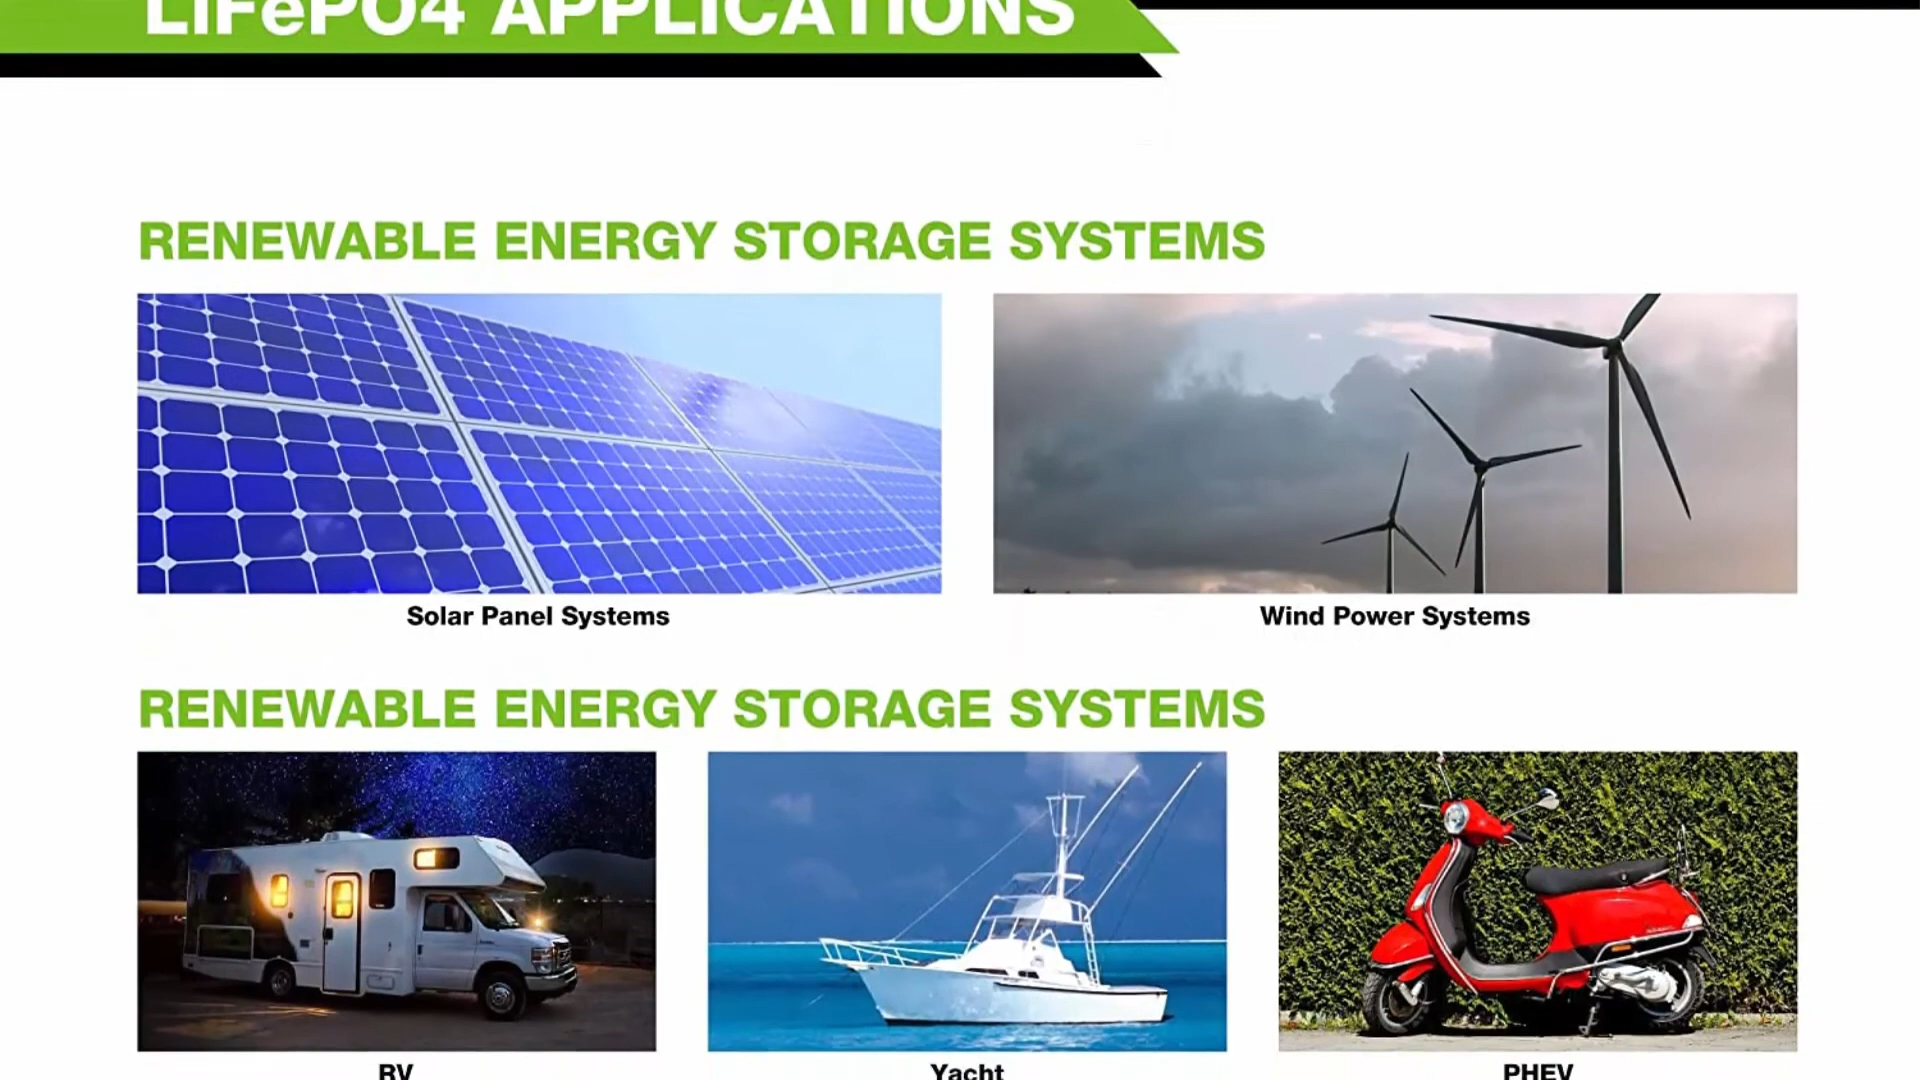 LiFePO4 APPLICATIONS
RENEWABLE ENERGY STORAGE SYSTEMS
Solar Panel Systems
Wind Power Systems
RENEWABLE ENERGY STORAGE SYSTEMS
RV
Yacht
PHEV